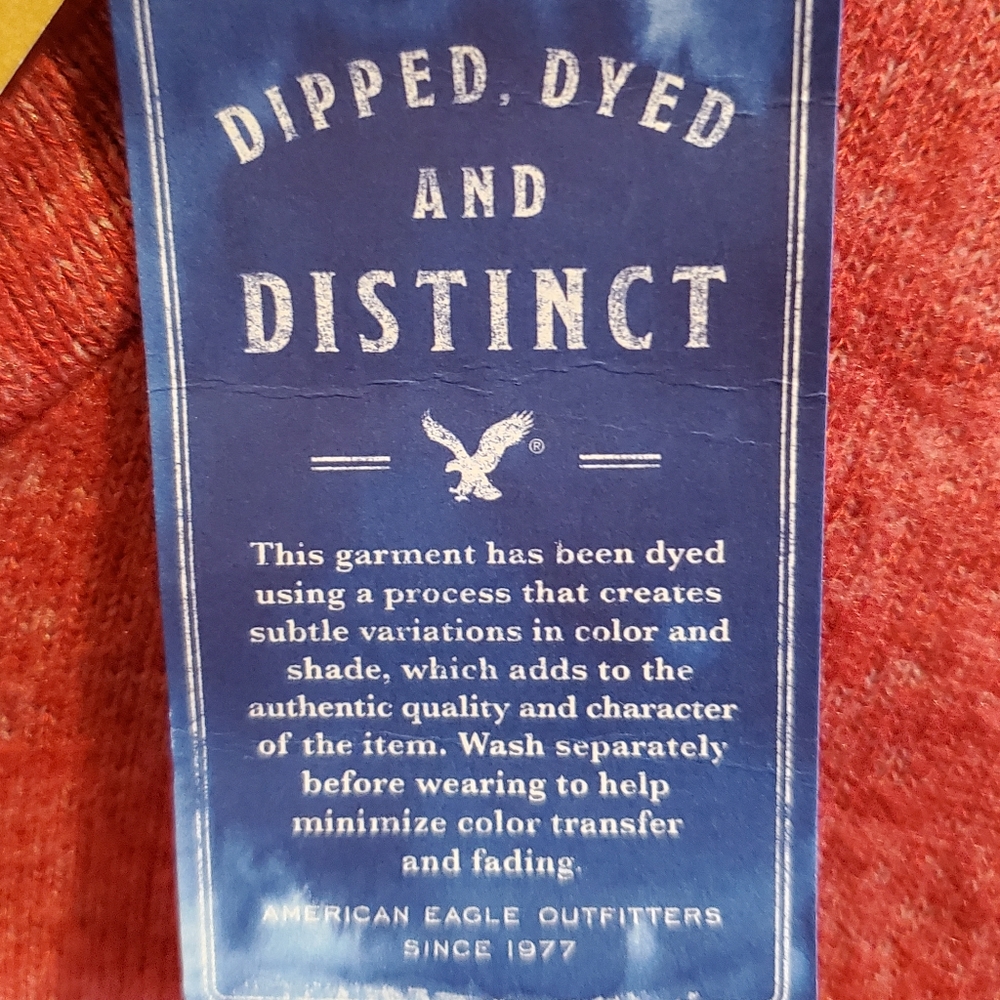 DIPPED, DYED
AND
DISTINCT
®
This garment has been dyed
using a process that creates
subtle variations in color and
shade, which adds to the
authentic quality and character
of the item. Wash separately
before wearing to help
minimize color transfer
and fading.
AMERICAN EAGLE OUTFITTERS
SINCE 1977